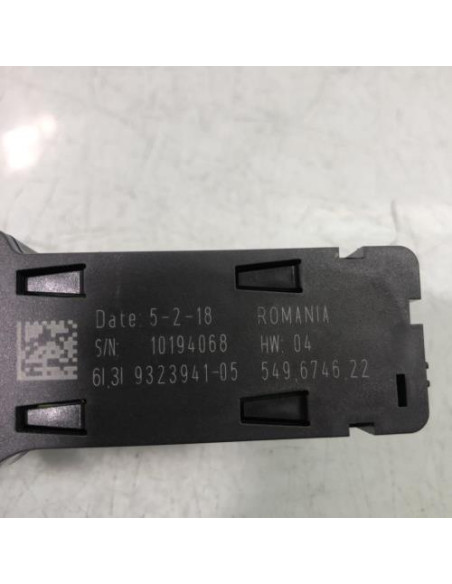 Date: 5-2-18 ROMANIA
S/N: 10194068 HW: 04
61.31 9323941-05 549.6746.22